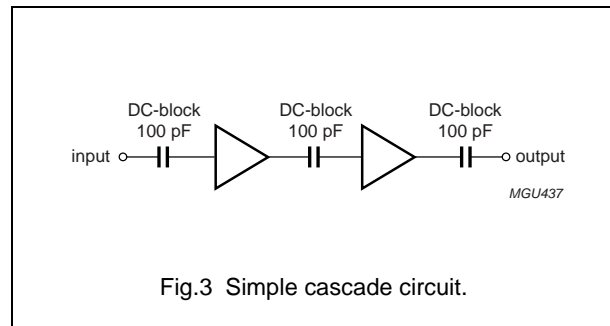 DC-block
100 pF
DC-block
100 pF
DC-block
100 pF
input
output
MGU437
Fig.3 Simple cascade circuit.